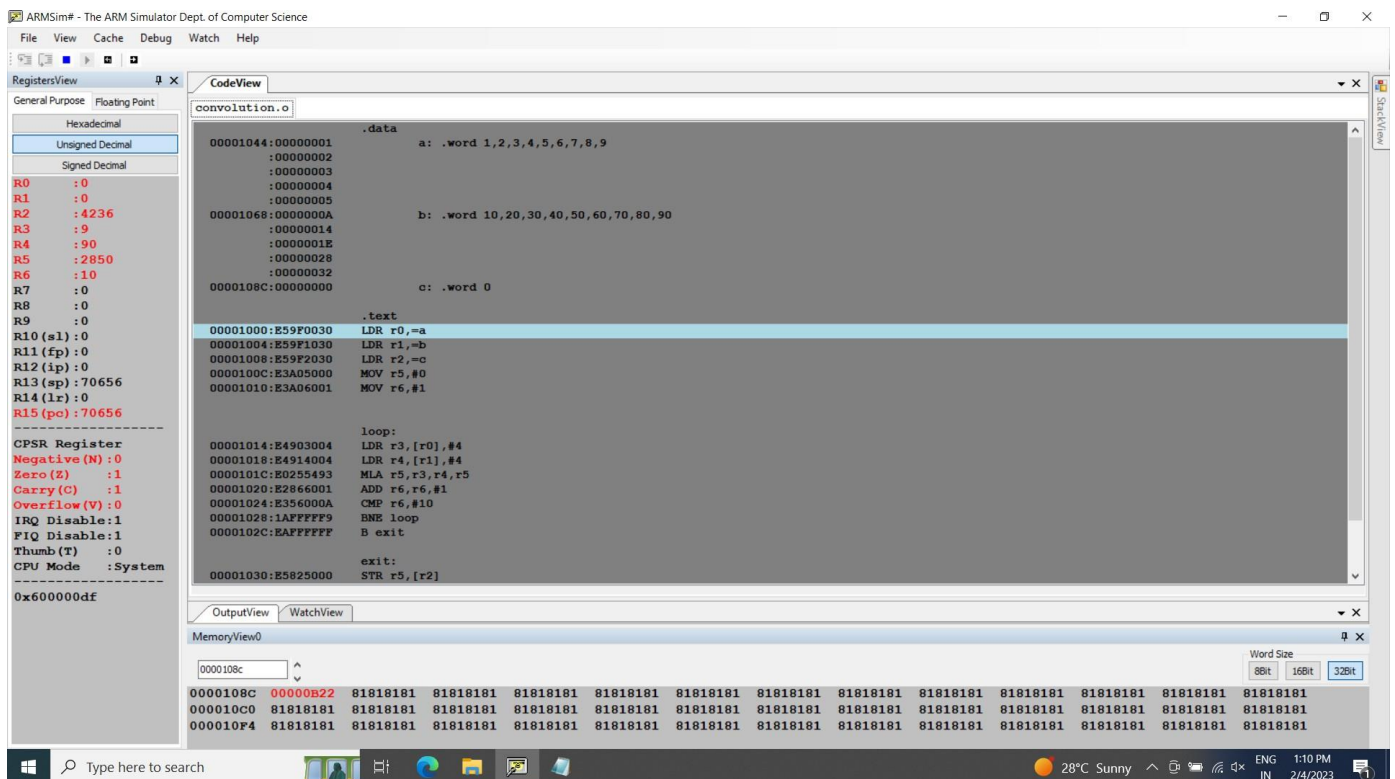 ARMSim# - The ARM Simulator Dept. of Computer Science
File View Cache Debug Watch Help
RegistersView
General Purpose Floating Point
Hexadecimal
Unsigned Decimal
Signed Decimal
R0 :0
R1 :0
R2 :4236
R3 :9
R4 :90
R5 :2850
R6 :10
R7 :0
R8 :0
R9 :0
R10(sl):0
R11(fp):0
R12(ip):0
R13(sp):70656
R14(lr):0
R15(pc):70656
-------------------
CPSR Register
Negative(N):0
Zero(Z) :1
Carry(C) :1
Overflow(V):0
IRQ Disable:1
FIQ Disable:1
Thumb(T) :0
CPU Mode :System
-------------------
0x600000df
CodeView
convolution.o
.data
00001044:00000001 a: .word 1,2,3,4,5,6,7,8,9
:00000002
:00000003
:00000004
:00000005
00001068:0000000A b: .word 10,20,30,40,50,60,70,80,90
:00000014
:0000001E
:00000028
:00000032
0000108C:00000000 c: .word 0
.text
00001000:E59F0030 LDR r0,=a
00001004:E59F1030 LDR r1,=b
00001008:E59F2030 LDR r2,=c
0000100C:E3A05000 MOV r5,#0
00001010:E3A06001 MOV r6,#1
loop:
00001014:E4903004 LDR r3,[r0],#4
00001018:E4914004 LDR r4,[r1],#4
0000101C:E0255493 MLA r5,r3,r4,r5
00001020:E2866001 ADD r6,r6,#1
00001024:E356000A CMP r6,#10
00001028:1AFFFFF9 BNE loop
0000102C:EAFFFFFF B exit
exit:
00001030:E5825000 STR r5,[r2]
StackView
OutputView WatchView
MemoryView0
0000108c
Word Size
8Bit 16Bit 32Bit
0000108C 00000B22 81818181 81818181 81818181 81818181 81818181 81818181 81818181 81818181 81818181 81818181 81818181 81818181
000010C0 81818181 81818181 81818181 81818181 81818181 81818181 81818181 81818181 81818181 81818181 81818181 81818181 81818181
000010F4 81818181 81818181 81818181 81818181 81818181 81818181 81818181 81818181 81818181 81818181 81818181 81818181 81818181
Type here to search
28°C Sunny
ENG
IN
1:10 PM
2/4/2023